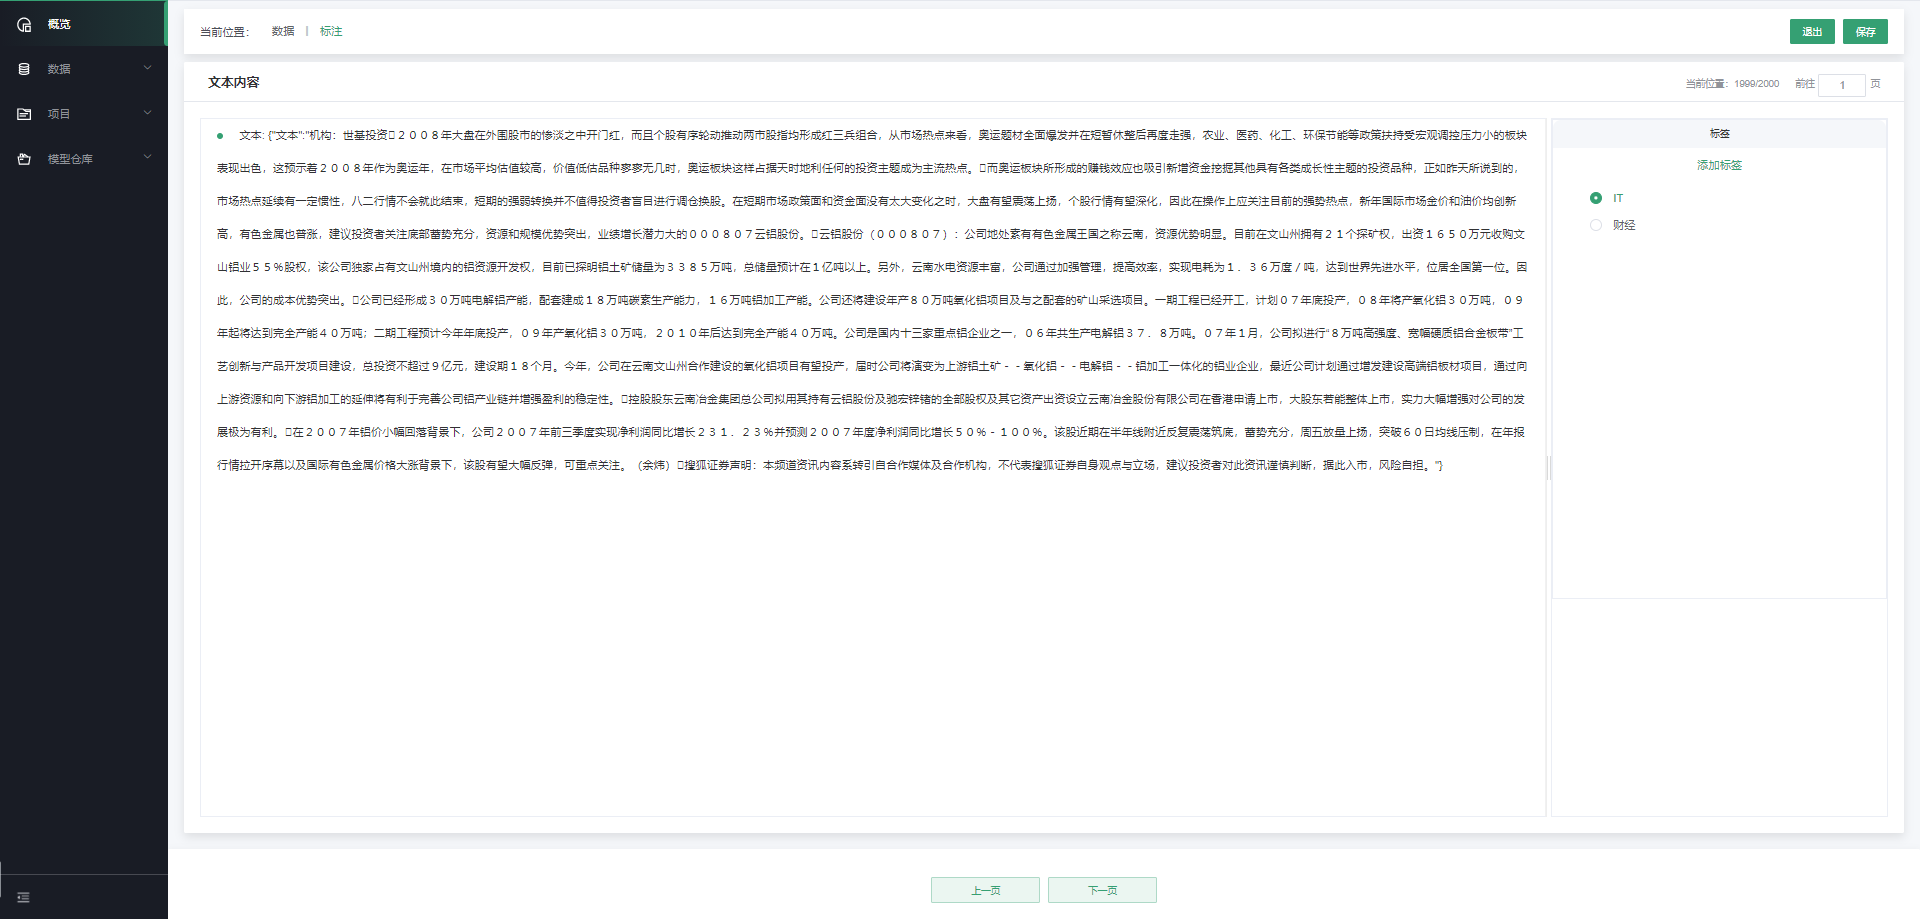 概览
数据
项目
模型仓库
当前位置： 数据 | 标注
退出 保存
文本内容
当前位置：1999/2000 前往 1 页
文本: {"文本":"机构：世基投资２００８年大盘在外围股市的惨淡之中开门红，而且个股有序轮动推动两市股指均形成红三兵组合，从市场热点来看，奥运题材全面爆发并在短暂休整后再度走强，农业、医药、化工、环保节能等政策扶持受宏观调控压力小的板块
表现出色，这预示着２００８年作为奥运年，在市场平均估值较高，价值低估品种寥寥无几时，奥运板块这样占据天时地利任何的投资主题成为主流热点。而奥运板块所形成的赚钱效应也吸引新增资金挖掘其他具有各类成长性主题的投资品种，正如昨天所说到的，
市场热点延续有一定惯性，八二行情不会就此结束，短期的强弱转换并不值得投资者盲目进行调仓换股。在短期市场政策面和资金面没有太大变化之时，大盘有望震荡上扬，个股行情有望深化，因此在操作上应关注目前的强势热点，新年国际市场金价和油价均创新
高，有色金属也普涨，建议投资者关注底部蓄势充分，资源和规模优势突出，业绩增长潜力大的０００８０７云铝股份。云铝股份（０００８０７）：公司地处素有有色金属王国之称云南，资源优势明显。目前在文山州拥有２１个探矿权，出资１６５０万元收购文
山铝业５５％股权，该公司独家占有文山州境内的铝资源开发权，目前已探明铝土矿储量为３３８５万吨，总储量预计在１亿吨以上。另外，云南水电资源丰富，公司通过加强管理，提高效率，实现电耗为１．３６万度／吨，达到世界先进水平，位居全国第一位。因
此，公司的成本优势突出。公司已经形成３０万吨电解铝产能，配套建成１８万吨碳素生产能力，１６万吨铝加工产能。公司还将建设年产８０万吨氧化铝项目及与之配套的矿山采选项目。一期工程已经开工，计划０７年底投产，０８年将产氧化铝３０万吨，０９
年起将达到完全产能４０万吨；二期工程预计今年年底投产，０９年产氧化铝３０万吨，２０１０年后达到完全产能４０万吨。公司是国内十三家重点铝企业之一，０６年共生产电解铝３７．８万吨。０７年１月，公司拟进行“８万吨高强度、宽幅硬质铝合金板带”工
艺创新与产品开发项目建设，总投资不超过９亿元，建设期１８个月。今年，公司在云南文山州合作建设的氧化铝项目有望投产，届时公司将演变为上游铝土矿－－氧化铝－－电解铝－－铝加工一体化的铝业企业，最近公司计划通过增发建设高端铝板材项目，通过向
上游资源和向下游铝加工的延伸将有利于完善公司铝产业链并增强盈利的稳定性。控股股东云南冶金集团总公司拟用其持有云铝股份及驰宏锌锗的全部股权及其它资产出资设立云南冶金股份有限公司在香港申请上市，大股东若能整体上市，实力大幅增强对公司的发
展极为有利。在２００７年铝价小幅回落背景下，公司２００７年前三季度实现净利润同比增长２３１．２３％并预测２００７年度净利润同比增长５０％－１００％。该股近期在半年线附近反复震荡筑底，蓄势充分，周五放量上扬，突破６０日均线压制，在年报
行情拉开序幕以及国际有色金属价格大涨背景下，该股有望大幅反弹，可重点关注。（余炜）搜狐证券声明：本频道资讯内容系转引自合作媒体及合作机构，不代表搜狐证券自身观点与立场，建议投资者对此资讯谨慎判断，据此入市，风险自担。"}
标签
添加标签
IT
财经
上一页 下一页